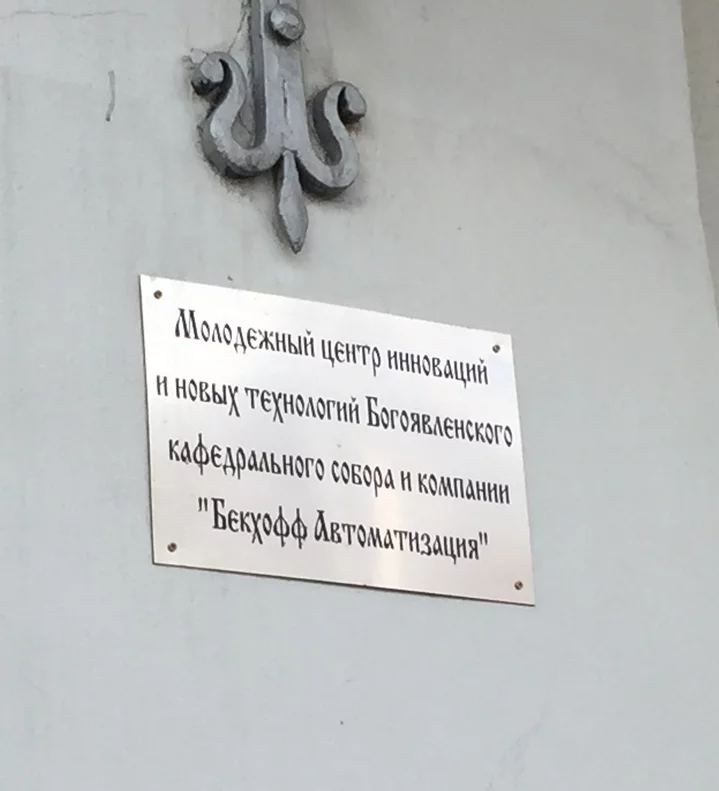 Молодежный центр инноваций
и новых технологий Богоявленского
кафедрального собора и компании
"Бекхофф Автоматизация"